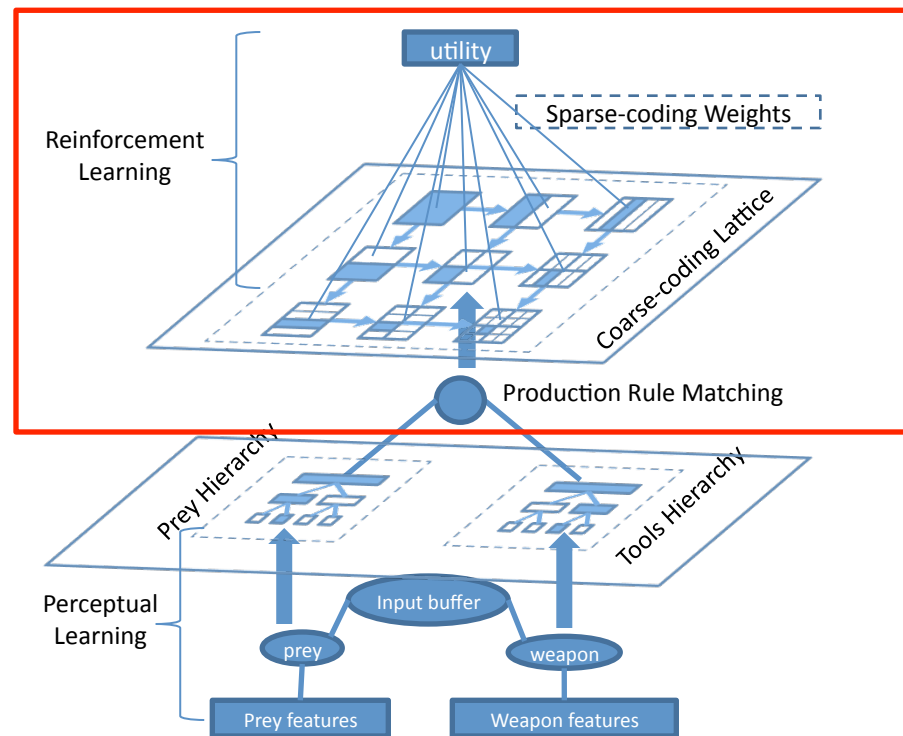 utility
Sparse-coding Weights
Reinforcement
Learning
Coarse-coding Lattice
Production Rule Matching
Prey Hierarchy
Tools Hierarchy
Perceptual
Learning
Input buffer
prey
weapon
Prey features
Weapon features